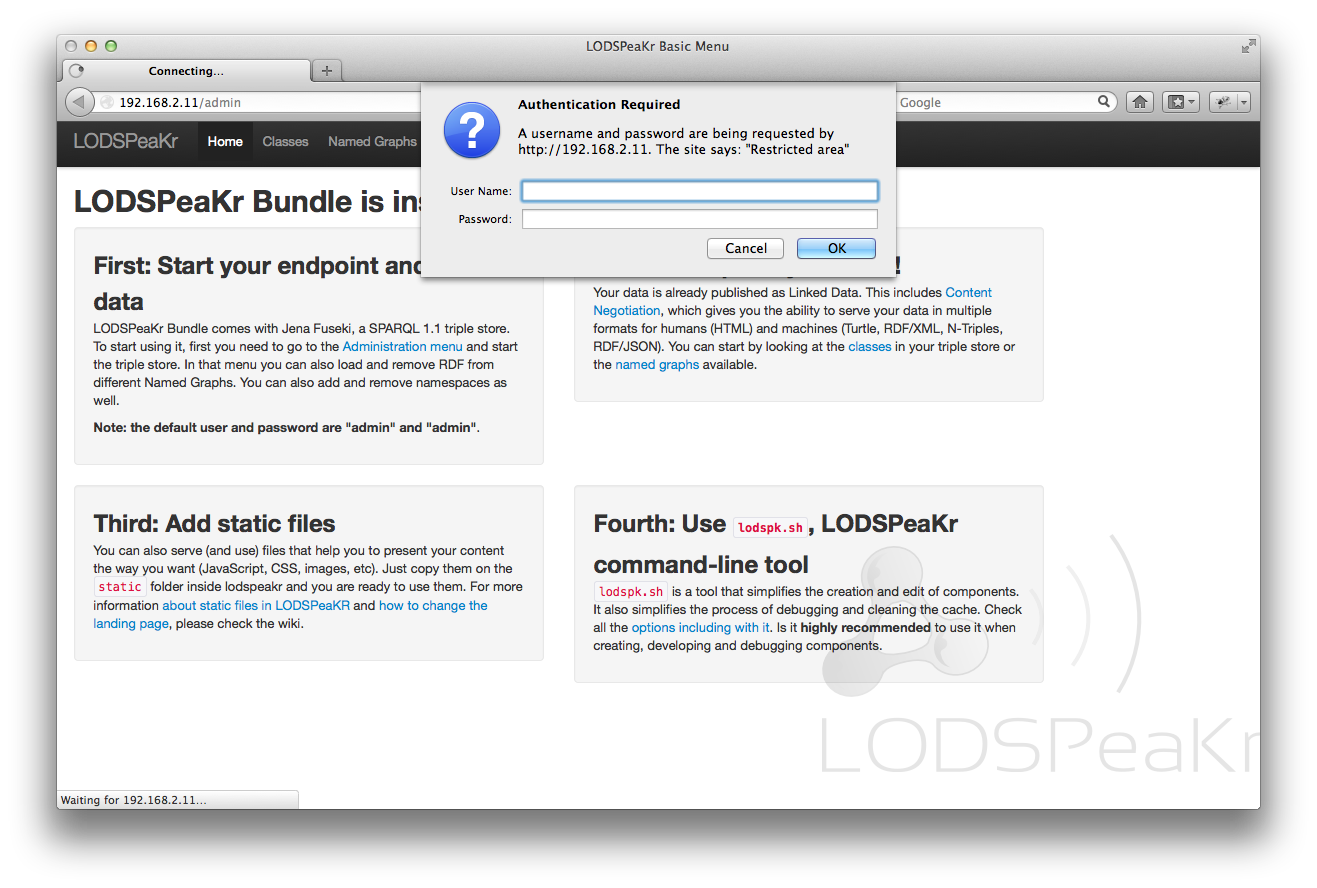 LODSPeaKr Basic Menu
Connecting...
192.168.2.11/admin
Google
LODSPeaKr Home Classes Named Graphs
Authentication Required
A username and password are being requested by
http://192.168.2.11. The site says: "Restricted area"
User Name:
Password:
Cancel OK
LODSPeaKr Bundle is
First: Start your endpoint
data
LODSPeaKr Bundle comes with Jena Fuseki, a SPARQL 1.1 triple store.
To start using it, first you need to go to the Administration menu and start
the triple store. In that menu you can also load and remove RDF from
different Named Graphs. You can also add and remove namespaces as
well.
Note: the default user and password are "admin" and "admin".
Your data is already published as Linked Data. This includes Content
Negotiation, which gives you the ability to serve your data in multiple
formats for humans (HTML) and machines (Turtle, RDF/XML, N-Triples,
RDF/JSON). You can start by looking at the classes in your triple store or
the named graphs available.
Third: Add static files
You can also serve (and use) files that help you to present your content
the way you want (JavaScript, CSS, images, etc). Just copy them on the
static folder inside lodspeakr and you are ready to use them. For more
information about static files in LODSPeaKR and how to change the
landing page, please check the wiki.
Fourth: Use lodspk.sh, LODSPeaKr
command-line tool
lodspk.sh is a tool that simplifies the creation and edit of components.
It also simplifies the process of debugging and cleaning the cache. Check
all the options including with it. Is it highly recommended to use it when
creating, developing and debugging components.
LODSPeaKr
Waiting for 192.168.2.11...